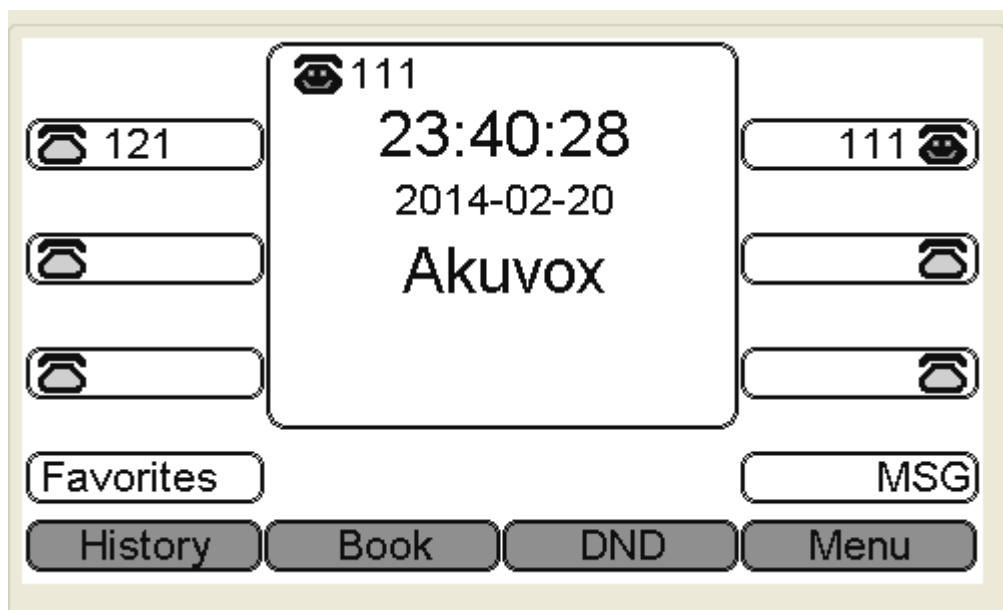 111
23:40:28
121
111
2014-02-20
Akuvox
Favorites
MSG
History
Book
DND
Menu